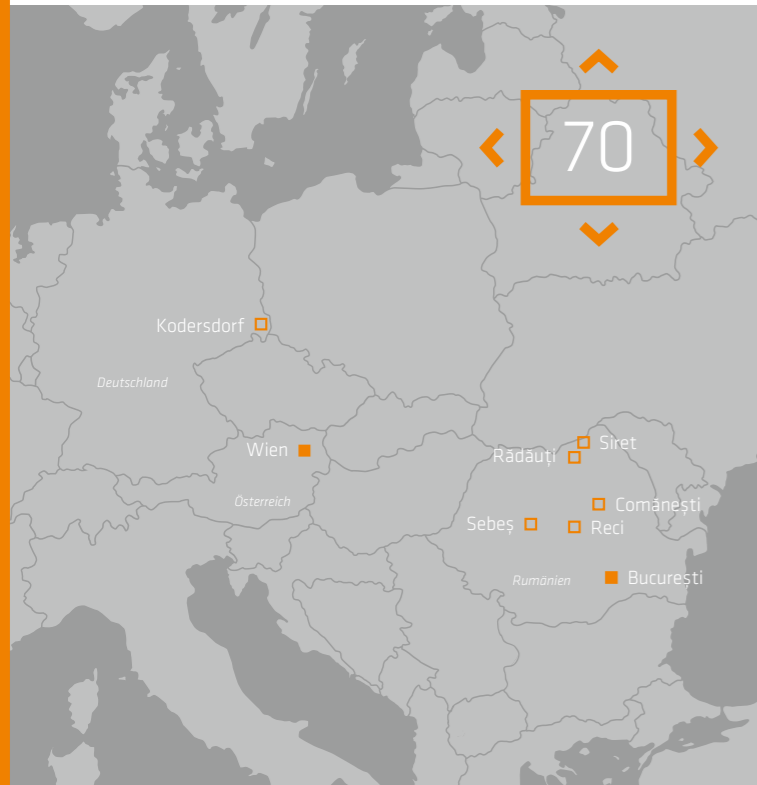 70
Kodersdorf
Deutschland
Wien
Siret
Rădăuți
Österreich
Comănești
Sebeș
Reci
Rumänien
București